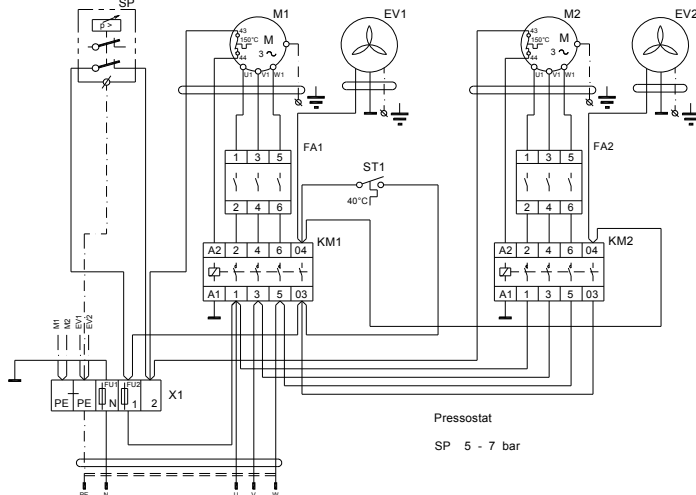 SP
p >
M1
43
150°C
M
3
44
U1 V1 W1
EV1
M2
43
150°C
M
3
44
U1 V1 W1
EV2
FA1
1 3 5
2 4 6
ST1
40°C
FA2
1 3 5
2 4 6
KM1
A2 2 4 6 04
A1 1 3 5 03
KM2
A2 2 4 6 04
A1 1 3 5 03
M1
M2
EV1
EV2
FU1
FU2
PE PE N 1 2
X1
Pressostat
SP 5 - 7 bar
PE N U V W